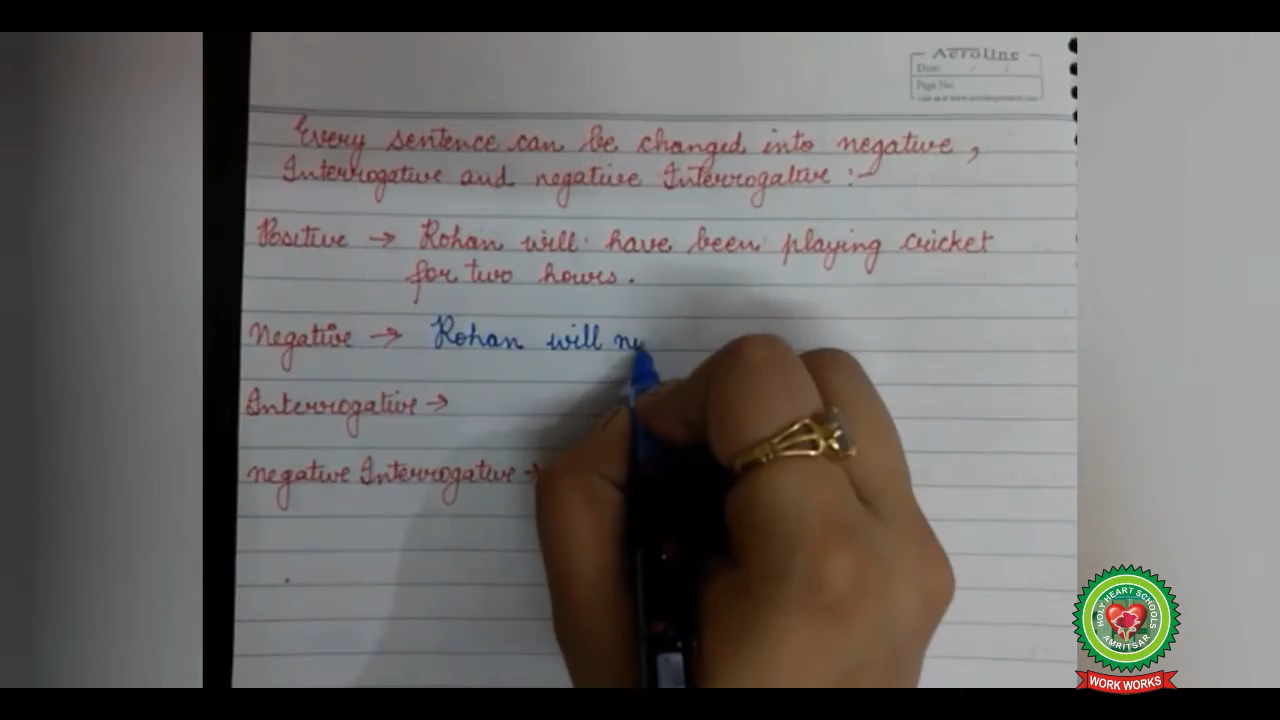 Aeroline
Date: / /
Page No
Every sentence can be changed into negative,
Interrogative and negative Interrogative :-
Positive → Rohan will have been playing cricket
for two hours.
Negative → Rohan will n
Interrogative →
negative Interrogative →
HOLY HEART SCHOOLS
AMRITSAR
WORK WORKS